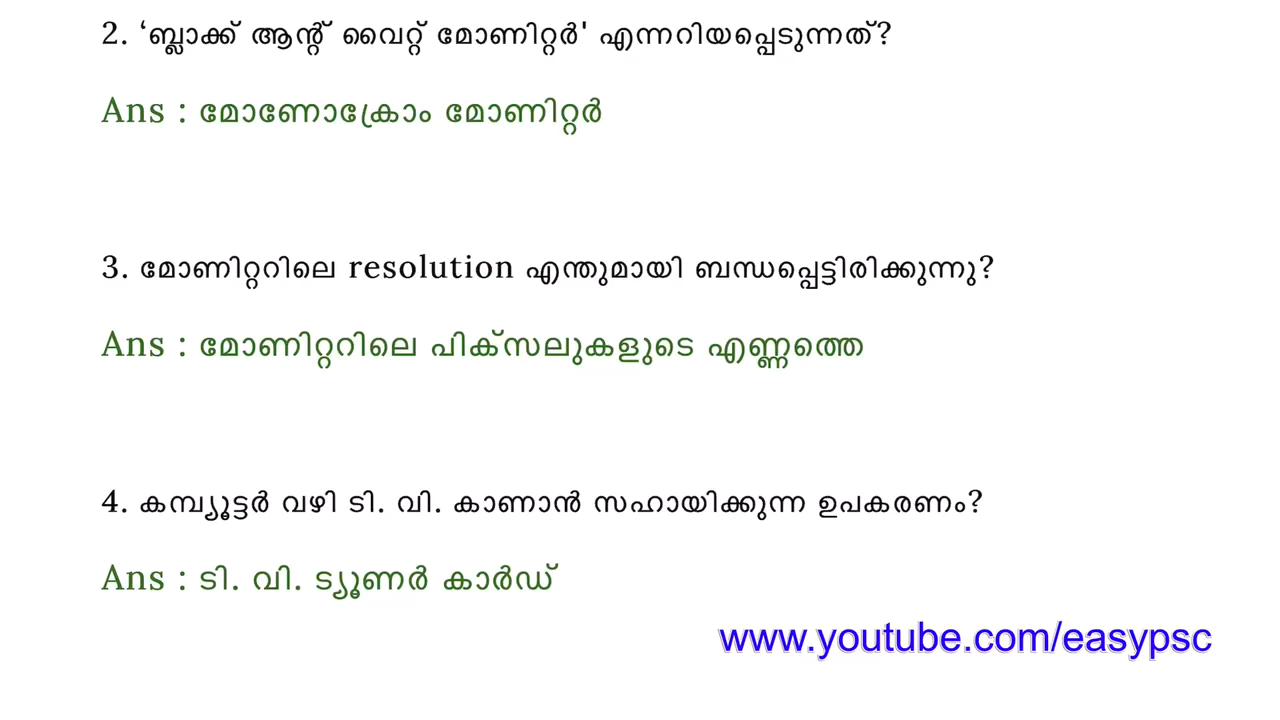 2. ‘ബ്ലാക്ക് ആന്റ് വൈറ്റ് മോണിറ്റർ' എന്നറിയപ്പെടുന്നത്?
Ans : മോണോക്രോം മോണിറ്റർ
3. മോണിറ്ററിലെ resolution എന്തുമായി ബന്ധപ്പെട്ടിരിക്കുന്നു?
Ans : മോണിറ്ററിലെ പിക്സലുകളുടെ എണ്ണത്തെ
4. കമ്പ്യൂട്ടർ വഴി ടി. വി. കാണാൻ സഹായിക്കുന്ന ഉപകരണം?
Ans : ടി. വി. ട്യൂണർ കാർഡ്
www.youtube.com/easypsc